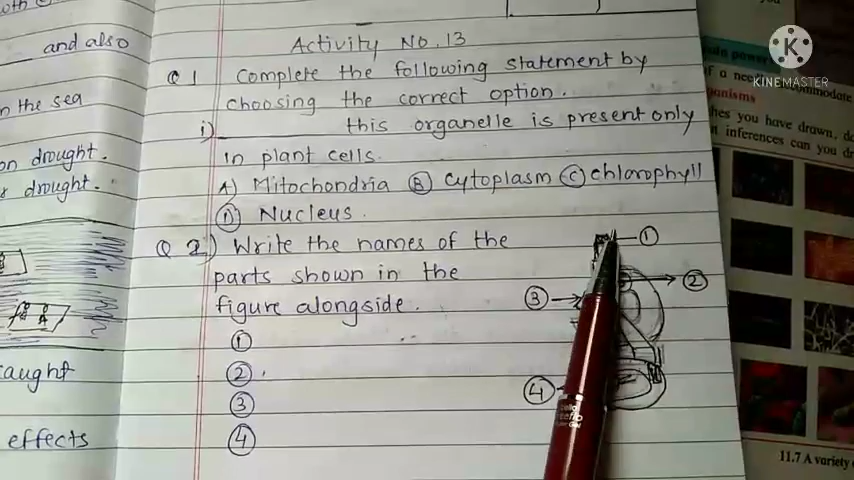 and also
n the sea
on drought.
drought.
aught
effects
Activity No. 13
Q 1 Complete the following statement by
choosing the correct option.
i) ______ this organelle is present only
in plant cells.
A) Mitochondria B cytoplasm C chlorophyll
D Nucleus.
Q 2) Write the names of the
parts shown in the
figure alongside.
1
2
3
4
1
2
3
4
KINEMASTER
11.7 A variety